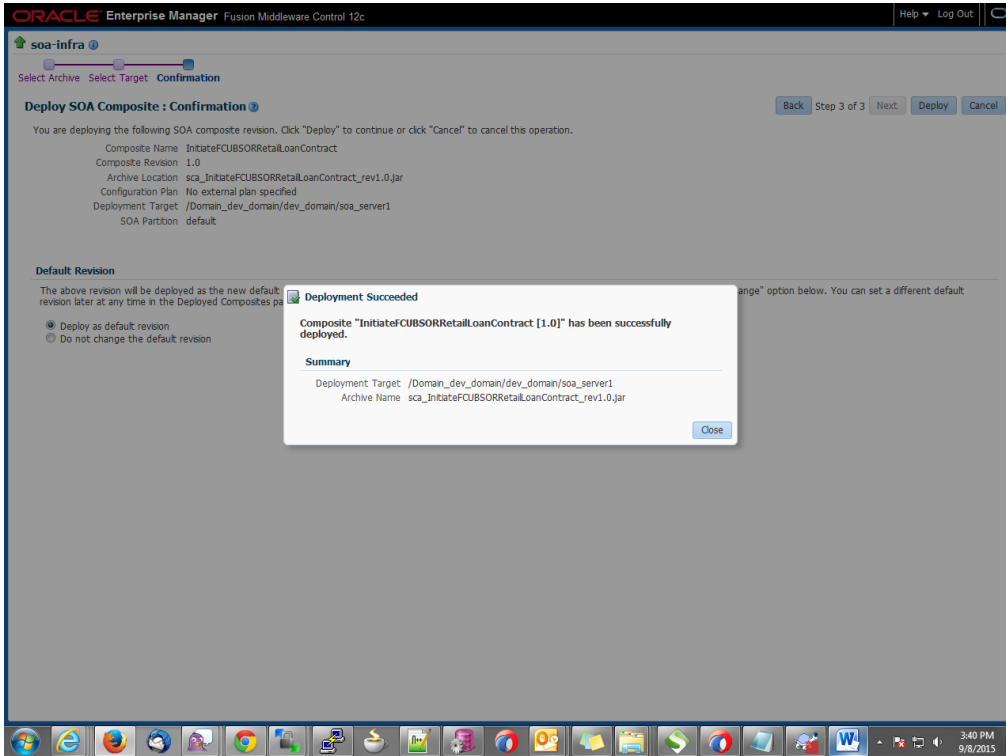 ORACLE Enterprise Manager Fusion Middleware Control 12c
Help Log Out
soa-infra
Select Archive Select Target Confirmation
Deploy SOA Composite : Confirmation
Back Step 3 of 3 Next Deploy Cancel
You are deploying the following SOA composite revision. Click "Deploy" to continue or click "Cancel" to cancel this operation.
Composite Name InitiateFCUBSORRetailLoanContract
Composite Revision 1.0
Archive Location sca_InitiateFCUBSORRetailLoanContract_rev1.0.jar
Configuration Plan No external plan specified
Deployment Target /Domain_dev_domain/dev_domain/soa_server1
SOA Partition default
Default Revision
The above revision will be deployed as the new default ange" option below. You can set a different default
revision later at any time in the Deployed Composites pa
Deploy as default revision
Do not change the default revision
Deployment Succeeded
Composite "InitiateFCUBSORRetailLoanContract [1.0]" has been successfully
deployed.
Summary
Deployment Target /Domain_dev_domain/dev_domain/soa_server1
Archive Name sca_InitiateFCUBSORRetailLoanContract_rev1.0.jar
Close
3:40 PM
9/8/2015